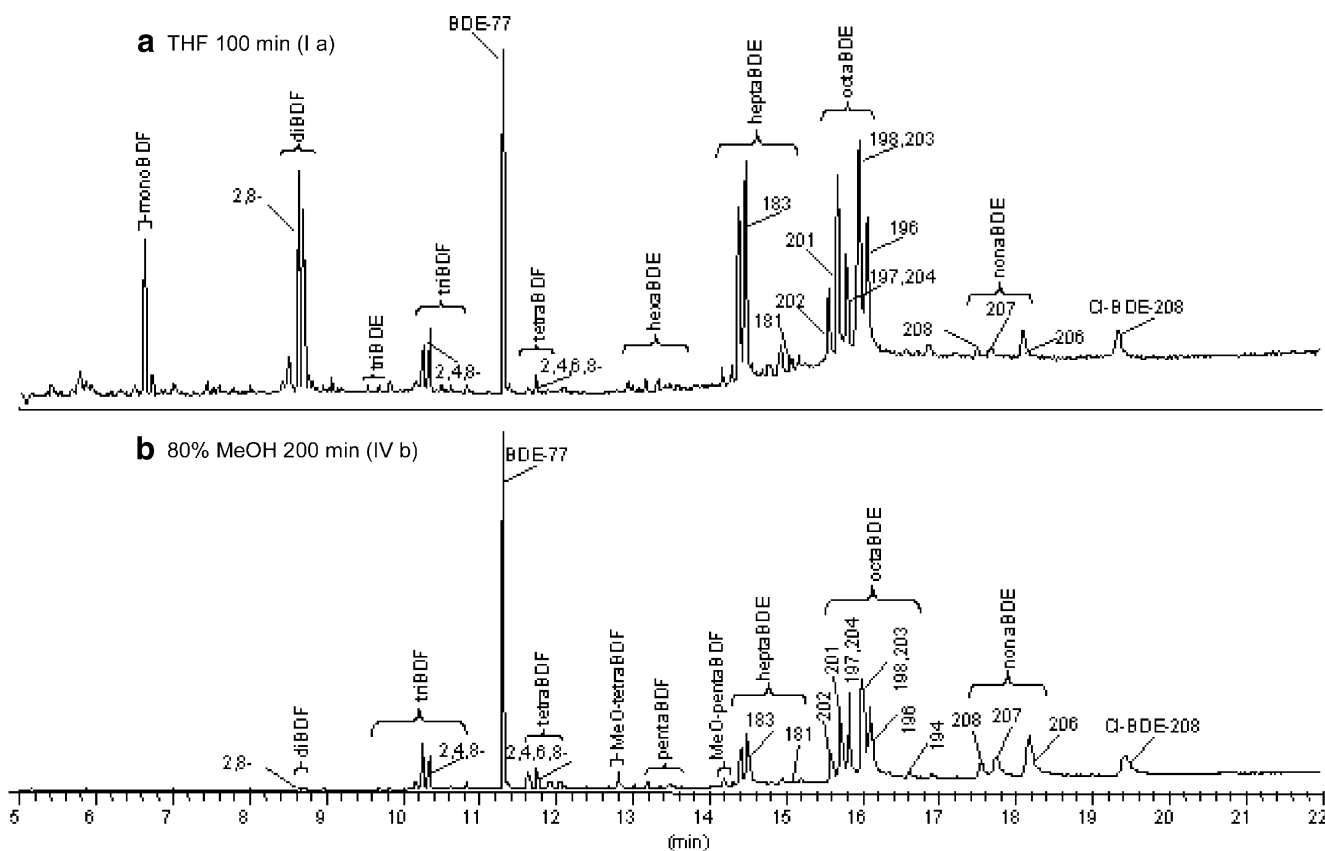 a THF 100 min (I a)
BDE-77
monoBDF
2,8-
diBDF
triBDE
triBDF
2,4,8-
tetraBDF
2,4,6,8-
hexaBDE
heptaBDE
183
181
octaBDE
198,203
201
196
202
197,204
nonaBDE
208
207
206
Cl-BDE-208
b 80% MeOH 200 min (IV b)
BDE-77
2,8-
diBDF
triBDF
2,4,8-
tetraBDF
2,4,6,8-
MeO-tetraBDF
pentaBDF
MeO-pentaBDF
heptaBDE
183
181
octaBDE
202
201
197,204
198,203
196
194
nonaBDE
208
207
206
Cl-BDE-208
5 6 7 8 9 10 11 12 13 14 15 16 17 18 19 20 21 22
(min)